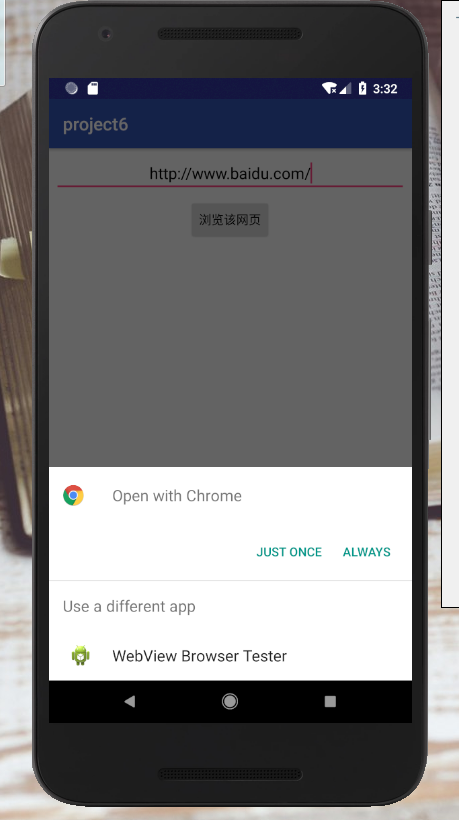 3:32
project6
http://www.baidu.com/
浏览该网页
Open with Chrome
JUST ONCE
ALWAYS
Use a different app
WebView Browser Tester